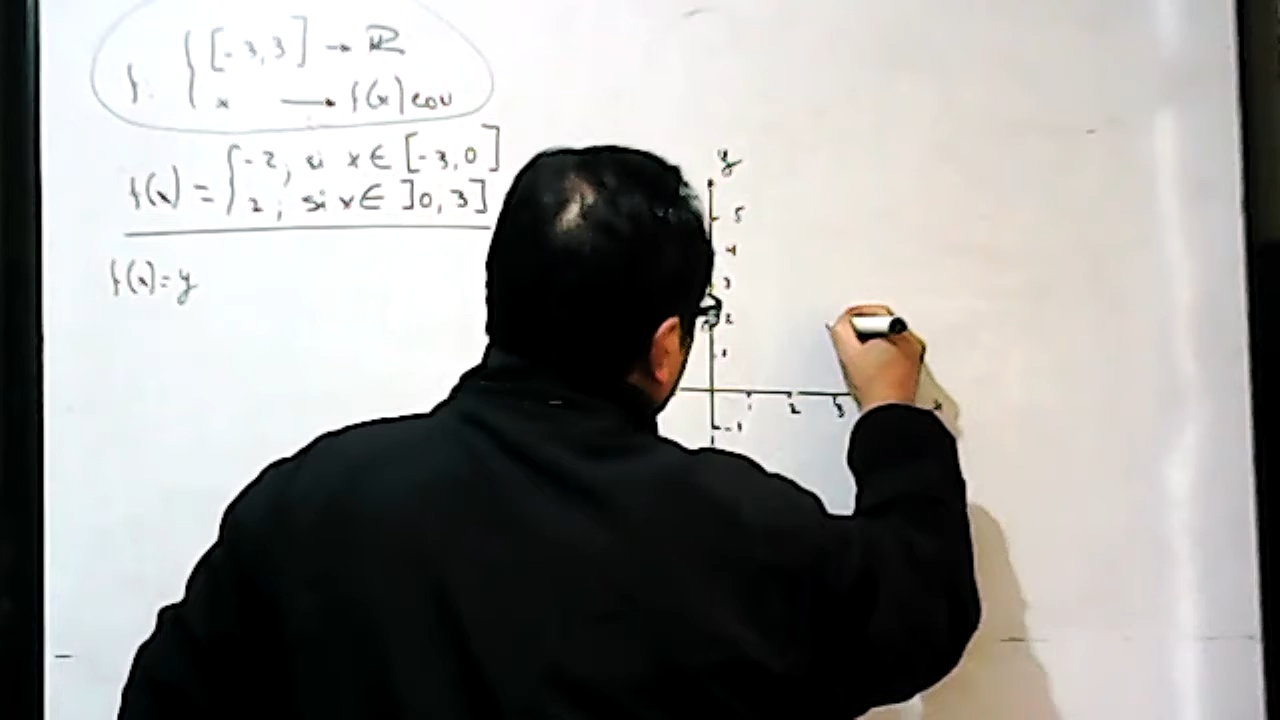 f: { [-3,3] → ℝ
x → f(x) con
f(x) = { -2; si x ∈ [-3,0]
2; si x ∈ ]0,3]
f(x) = y
y
5
4
3
2
1
1 2 3 x
-1